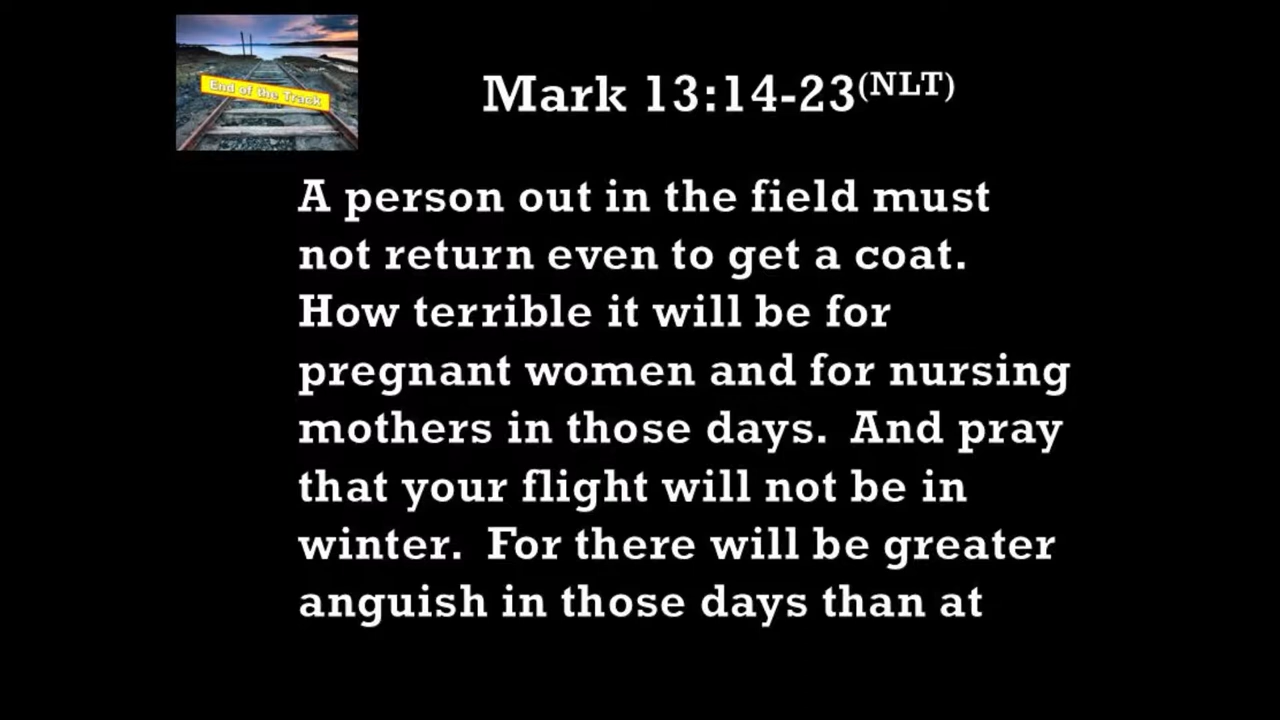 End of the Track
Mark 13:14-23(NLT)
A person out in the field must
not return even to get a coat.
How terrible it will be for
pregnant women and for nursing
mothers in those days.  And pray
that your flight will not be in
winter.  For there will be greater
anguish in those days than at